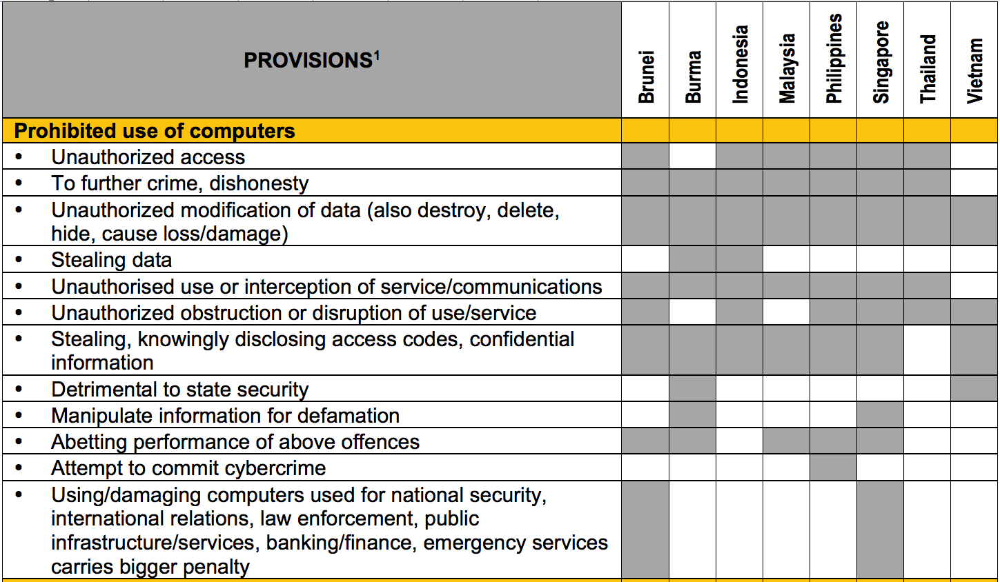 PROVISIONS¹
Brunei
Burma
Indonesia
Malaysia
Philippines
Singapore
Thailand
Vietnam
Prohibited use of computers
• Unauthorized access
• To further crime, dishonesty
• Unauthorized modification of data (also destroy, delete,
hide, cause loss/damage)
• Stealing data
• Unauthorised use or interception of service/communications
• Unauthorized obstruction or disruption of use/service
• Stealing, knowingly disclosing access codes, confidential
information
• Detrimental to state security
• Manipulate information for defamation
• Abetting performance of above offences
• Attempt to commit cybercrime
• Using/damaging computers used for national security,
international relations, law enforcement, public
infrastructure/services, banking/finance, emergency services
carries bigger penalty